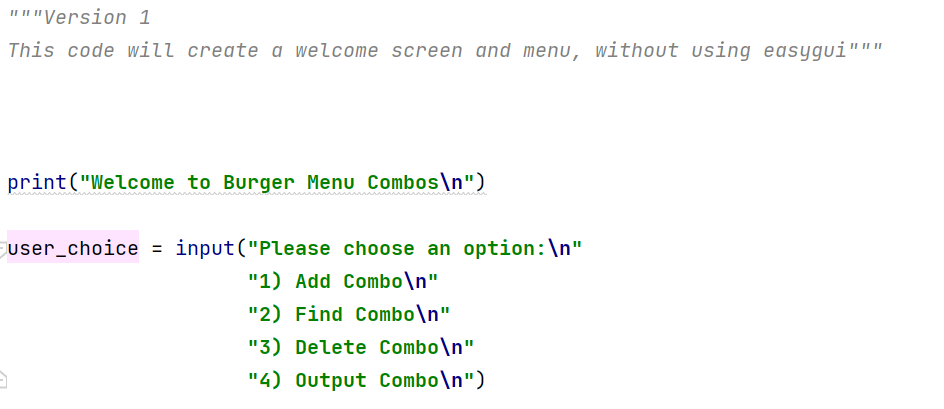 """Version 1
This code will create a welcome screen and menu, without using easygui"""
print("Welcome to Burger Menu Combos\n")
user_choice = input("Please choose an option:\n"
"1) Add Combo\n"
"2) Find Combo\n"
"3) Delete Combo\n"
"4) Output Combo\n")